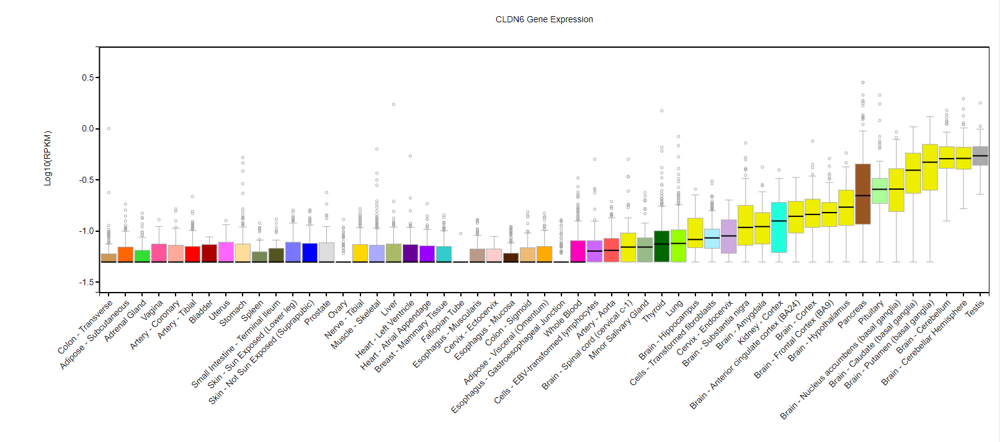 CLDN6 Gene Expression
Log10(RPKM)
0.5
0.0
-0.5
-1.0
-1.5
Colon - Transverse
Adipose - Subcutaneous
Adrenal Gland
Vagina
Artery - Coronary
Artery - Tibial
Bladder
Uterus
Stomach
Spleen
Small Intestine - Terminal Ileum
Skin - Sun Exposed (Lower leg)
Skin - Not Sun Exposed (Suprapubic)
Prostate
Ovary
Nerve - Tibial
Muscle - Skeletal
Liver
Heart - Left Ventricle
Heart - Atrial Appendage
Breast - Mammary Tissue
Fallopian Tube
Esophagus - Muscularis
Cervix - Ectocervix
Esophagus - Mucosa
Colon - Sigmoid
Adipose - Visceral (Omentum)
Esophagus - Gastroesophageal Junction
Whole Blood
Cells - EBV-transformed lymphocytes
Artery - Aorta
Brain - Spinal cord (cervical c-1)
Minor Salivary Gland
Thyroid
Lung
Brain - Hippocampus
Cells - Transformed fibroblasts
Cervix - Endocervix
Brain - Substantia nigra
Brain - Amygdala
Kidney - Cortex
Brain - Anterior cingulate cortex (BA24)
Brain - Cortex
Brain - Frontal Cortex (BA9)
Brain - Hypothalamus
Pancreas
Pituitary
Brain - Nucleus accumbens (basal ganglia)
Brain - Caudate (basal ganglia)
Brain - Putamen (basal ganglia)
Brain - Cerebellum
Brain - Cerebellar Hemisphere
Testis